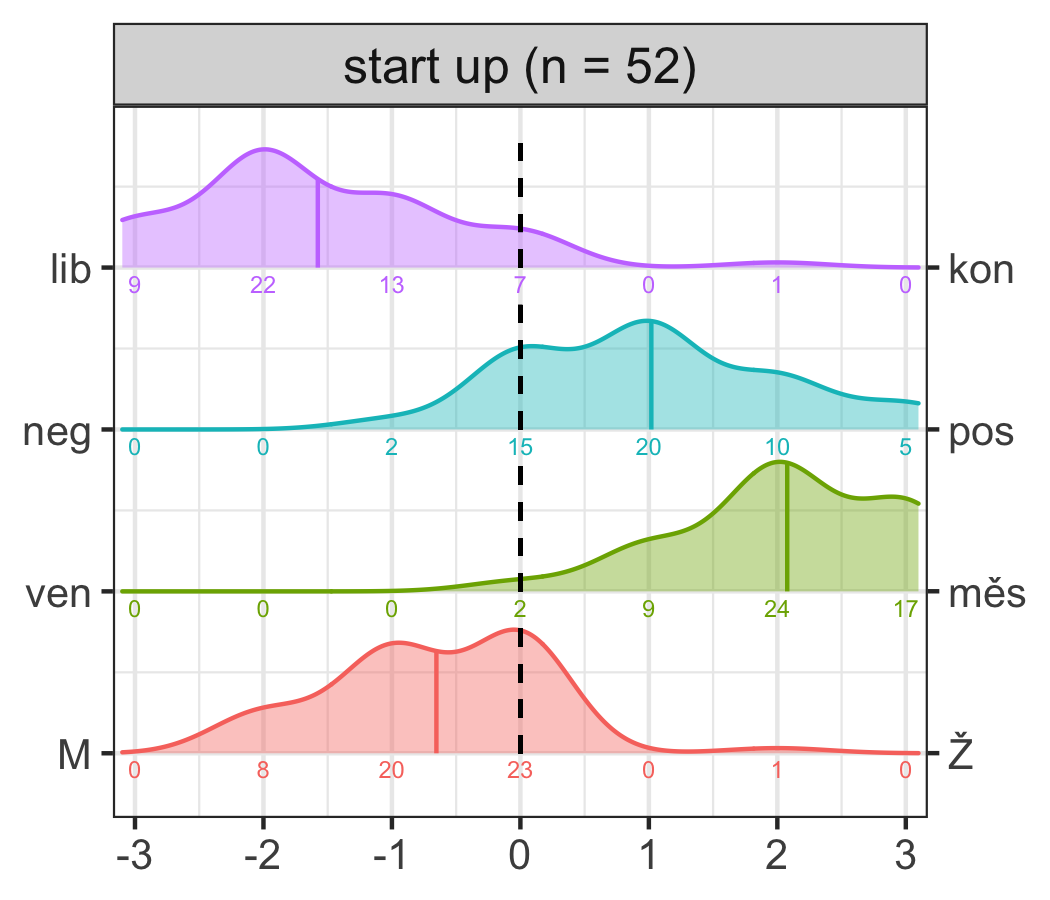 start up (n = 52)
lib kon
9 22 13 7 0 1 0
neg pos
0 0 2 15 20 10 5
ven měs
0 0 0 2 9 24 17
M Ž
0 8 20 23 0 1 0
-3 -2 -1 0 1 2 3